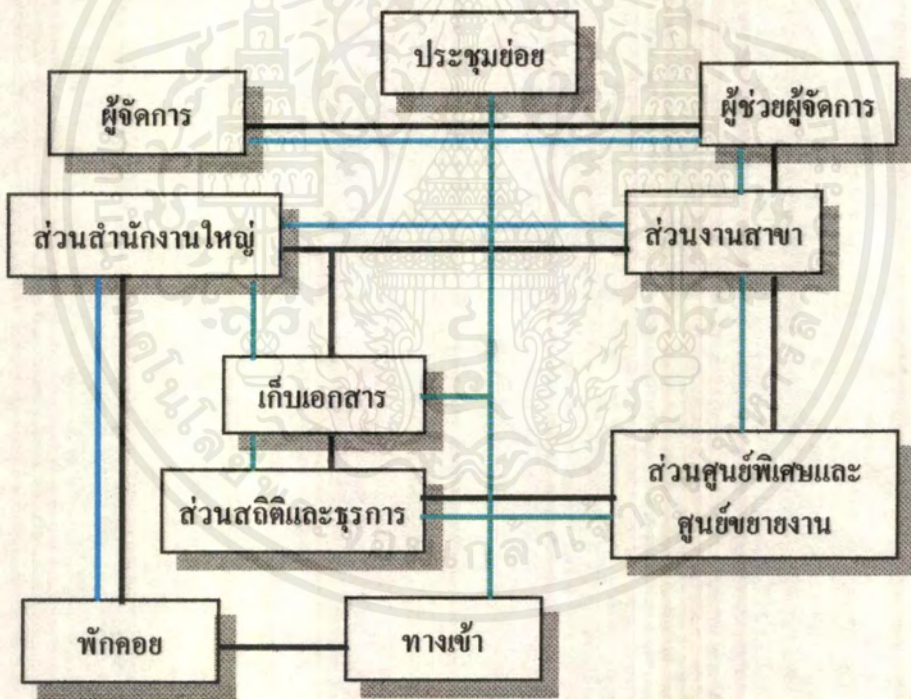 ประชุมย่อย
ผู้จัดการ
ผู้ช่วยผู้จัดการ
ส่วนสำนักงานใหญ่
ส่วนงานสาขา
เก็บเอกสาร
ส่วนศูนย์พิเศษและ
ศูนย์ขยายงาน
ส่วนสถิติและธุรการ
พักคอย
ทางเข้า